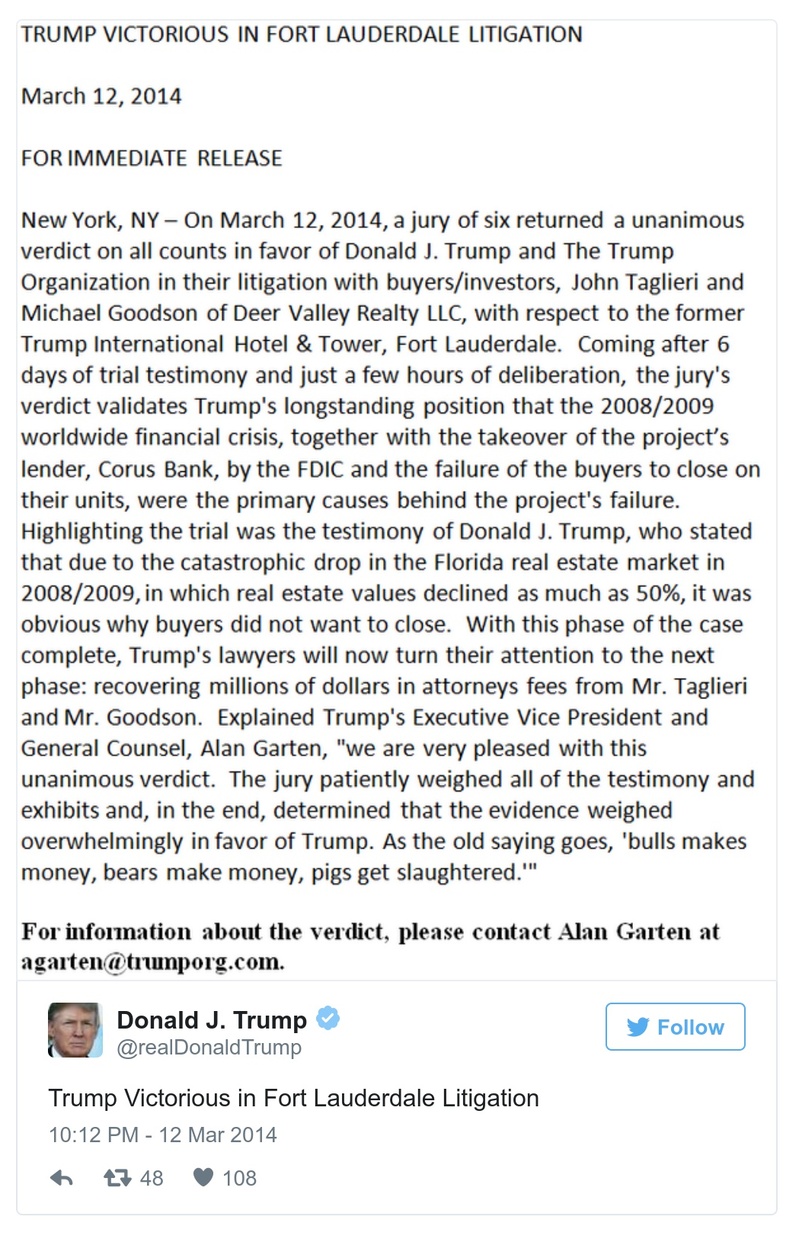 TRUMP VICTORIOUS IN FORT LAUDERDALE LITIGATION
March 12, 2014
FOR IMMEDIATE RELEASE
New York, NY – On March 12, 2014, a jury of six returned a unanimous
verdict on all counts in favor of Donald J. Trump and The Trump
Organization in their litigation with buyers/investors, John Taglieri and
Michael Goodson of Deer Valley Realty LLC, with respect to the former
Trump International Hotel & Tower, Fort Lauderdale. Coming after 6
days of trial testimony and just a few hours of deliberation, the jury's
verdict validates Trump's longstanding position that the 2008/2009
worldwide financial crisis, together with the takeover of the project’s
lender, Corus Bank, by the FDIC and the failure of the buyers to close on
their units, were the primary causes behind the project's failure.
Highlighting the trial was the testimony of Donald J. Trump, who stated
that due to the catastrophic drop in the Florida real estate market in
2008/2009, in which real estate values declined as much as 50%, it was
obvious why buyers did not want to close. With this phase of the case
complete, Trump's lawyers will now turn their attention to the next
phase: recovering millions of dollars in attorneys fees from Mr. Taglieri
and Mr. Goodson. Explained Trump's Executive Vice President and
General Counsel, Alan Garten, "we are very pleased with this
unanimous verdict. The jury patiently weighed all of the testimony and
exhibits and, in the end, determined that the evidence weighed
overwhelmingly in favor of Trump. As the old saying goes, 'bulls makes
money, bears make money, pigs get slaughtered.'"
For information about the verdict, please contact Alan Garten at
agarten@trumporg.com.
Donald J. Trump
Follow
@realDonaldTrump
Trump Victorious in Fort Lauderdale Litigation
10:12 PM - 12 Mar 2014
48 108